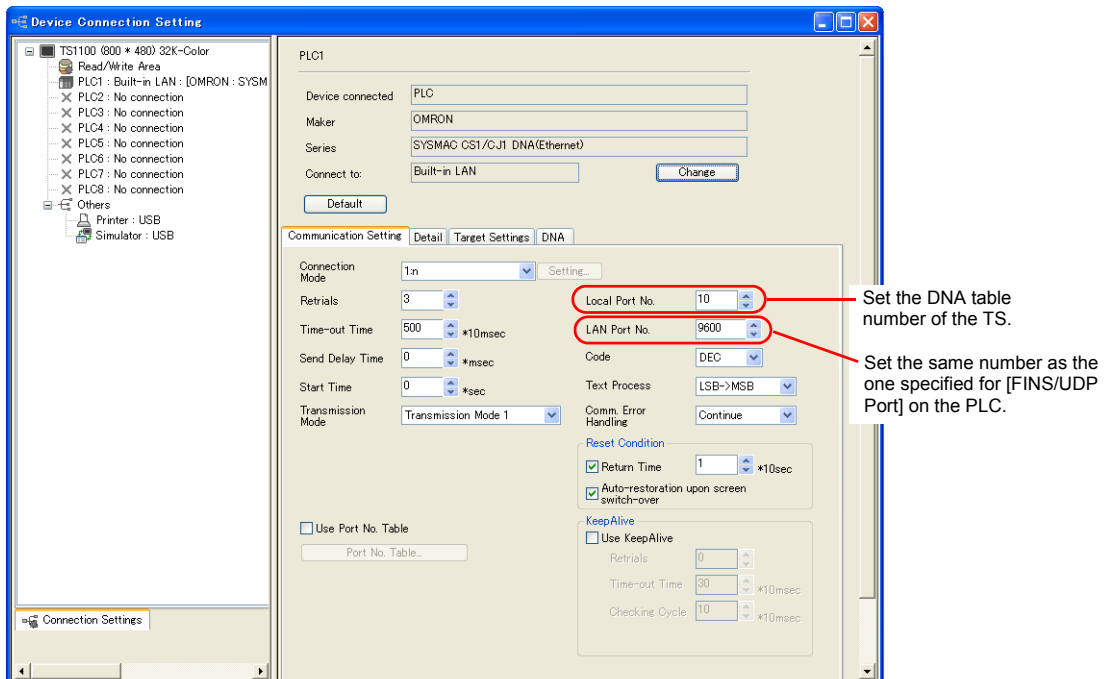 Device Connection Setting
TS1100 (800 * 480) 32K-Color
Read/Write Area
PLC1 : Built-in LAN : [OMRON : SYSM
PLC2 : No connection
PLC3 : No connection
PLC4 : No connection
PLC5 : No connection
PLC6 : No connection
PLC7 : No connection
PLC8 : No connection
Others
Printer : USB
Simulator : USB
Connection Settings
PLC1
Device connected PLC
Maker OMRON
Series SYSMAC CS1/CJ1 DNA(Ethernet)
Connect to: Built-in LAN Change
Default
Communication Setting Detail Target Settings DNA
Connection
Mode 1:n Setting...
Retrials 3
Time-out Time 500 *10msec
Send Delay Time 0 *msec
Start Time 0 *sec
Transmission
Mode Transmission Mode 1
Use Port No. Table
Port No. Table...
Local Port No. 10
LAN Port No. 9600
Code DEC
Text Process LSB->MSB
Comm. Error
Handling Continue
Reset Condition
Return Time 1 *10sec
Auto-restoration upon screen
switch-over
KeepAlive
Use KeepAlive
Retrials 0
Time-out Time 30 *10msec
Checking Cycle 10 *10msec
Set the DNA table
number of the TS.
Set the same number as the
one specified for [FINS/UDP
Port] on the PLC.